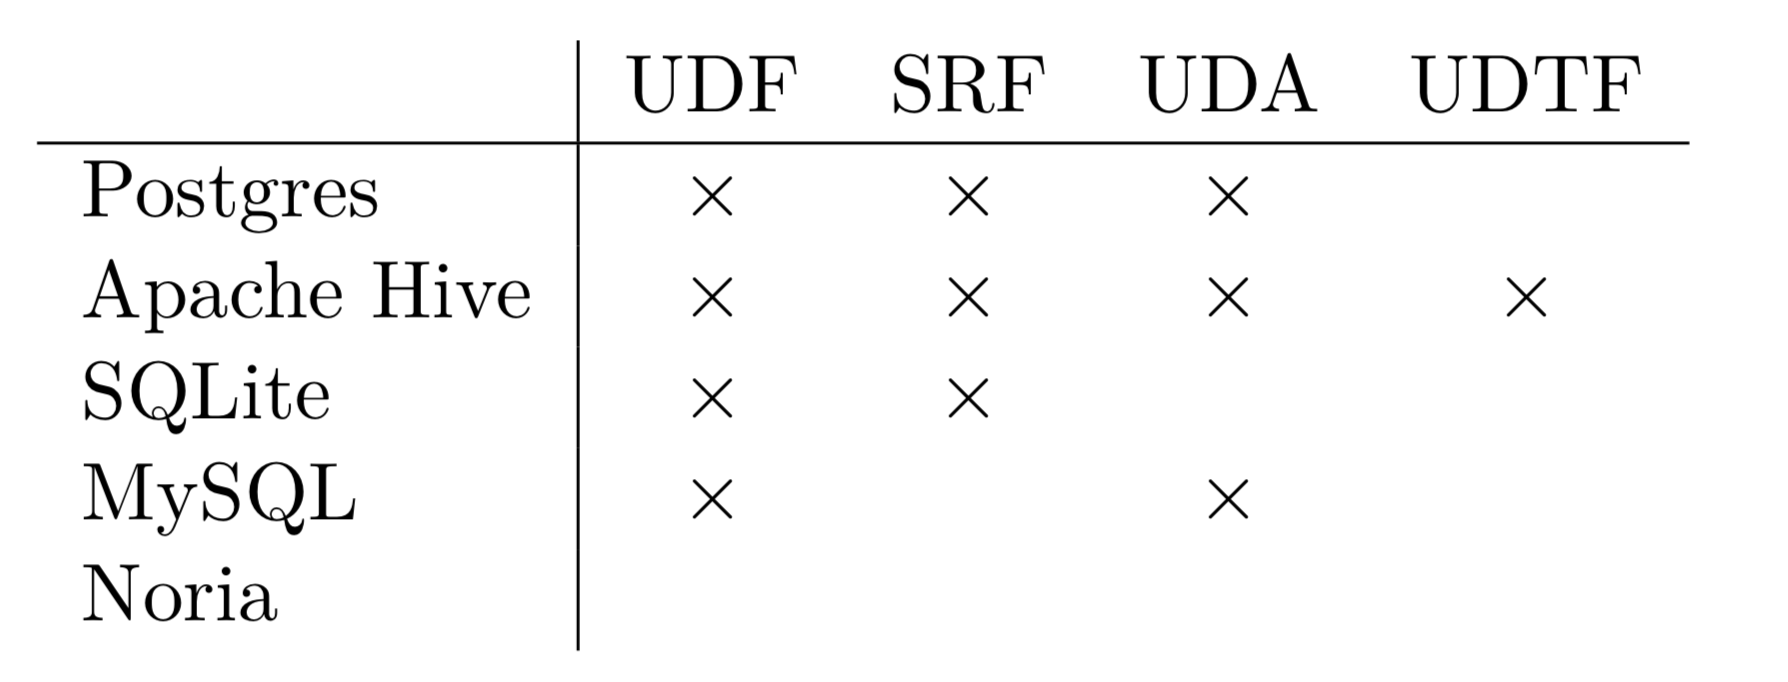 UDF SRF UDA UDTF
Postgres × × ×
Apache Hive × × × ×
SQLite × ×
MySQL × ×
Noria